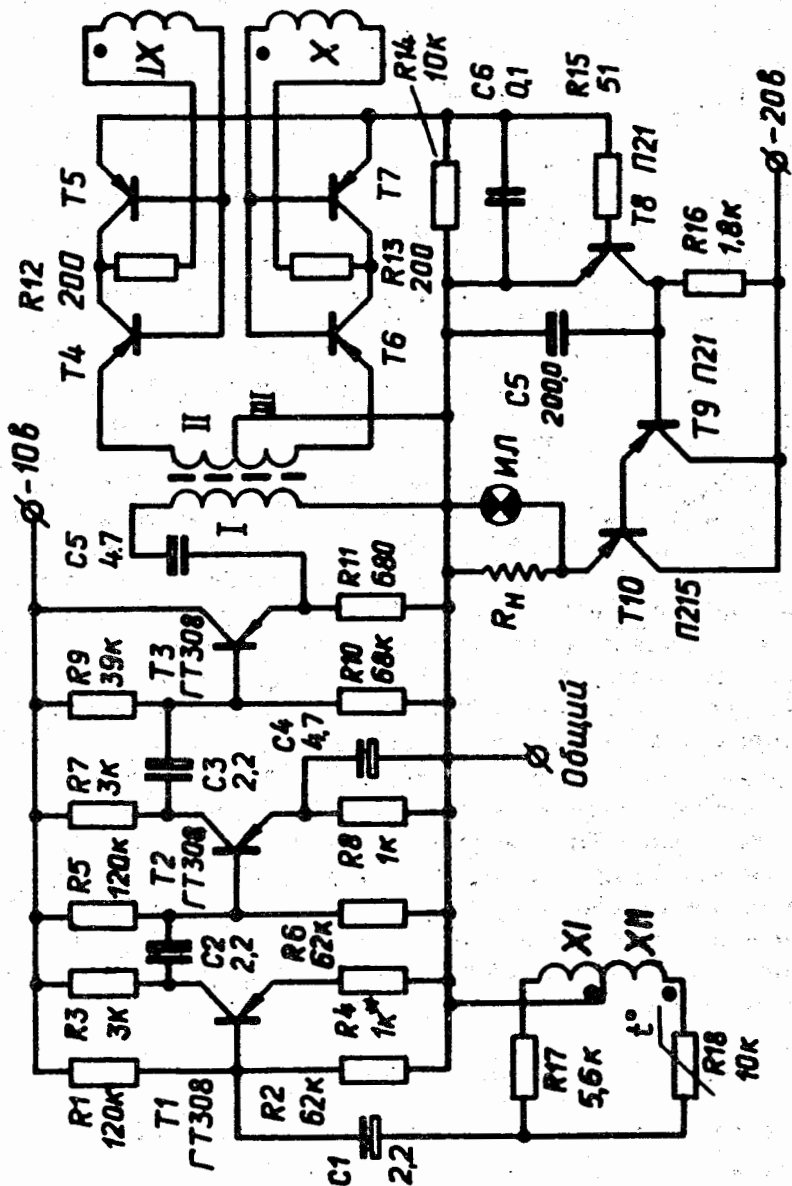 ∅-10в
R1
120к
R3
3к
R5
120к
R7
3к
R9
39к
C5
4.7
T1
ГТ308
C2
2,2
T2
ГТ308
C3
2,2
T3
ГТ308
R2
62к
R4
1к*
R6
62к
R8
1к
C4
4,7
R10
68к
R11
680
C1
2,2
I
II
III
R12
200
T4
T5
IX
X
T6
T7
R13
200
R14
10к
C6
0,1
R15
51
T8 П21
R16
1,8к
C5
200,0
T9 П21
ИЛ
Rн
T10
П215
∅-20в
∅
Общий
XI
XII
t°
R17
5,6к
R18
10к